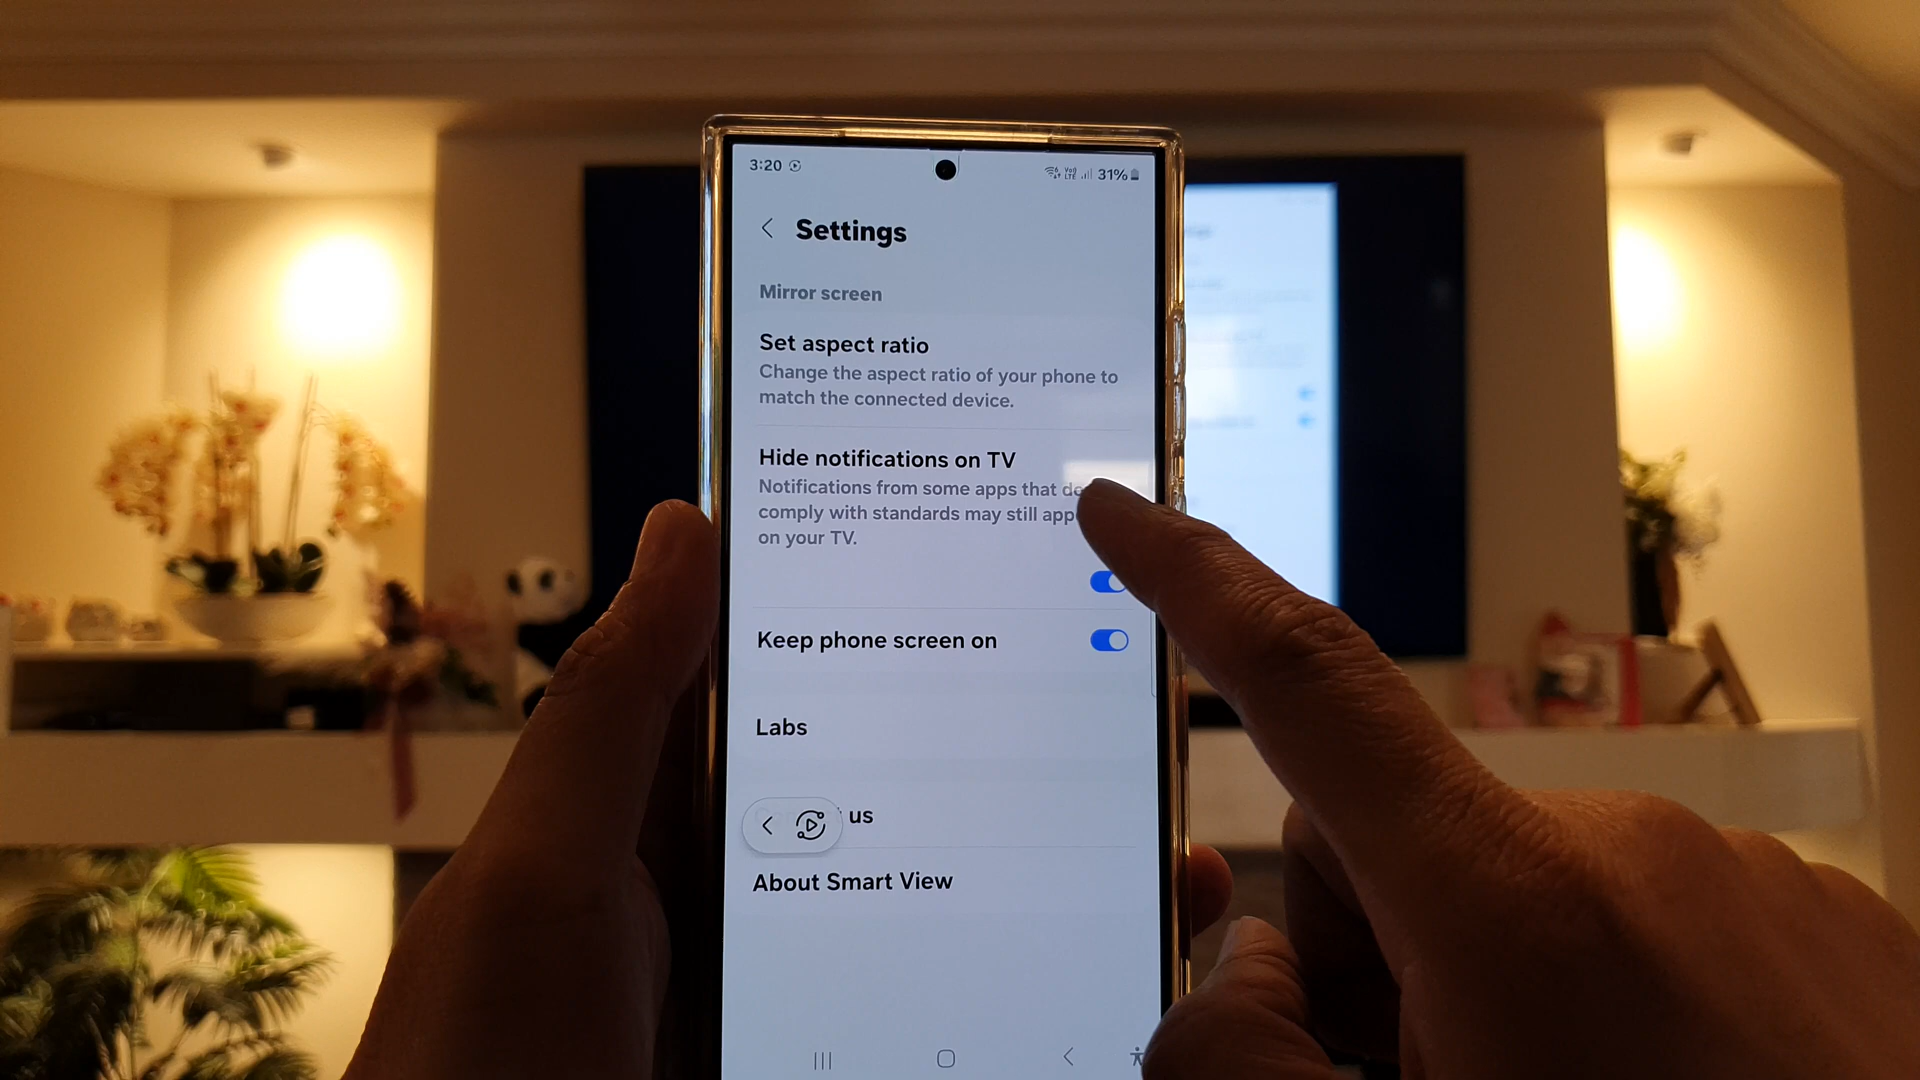 3:20
Vo)) LTE 31%
Settings
Mirror screen
Set aspect ratio
Change the aspect ratio of your phone to
match the connected device.
Hide notifications on TV
Notifications from some apps that
comply with standards may still
on your TV.
Keep phone screen on
Labs
us
About Smart View